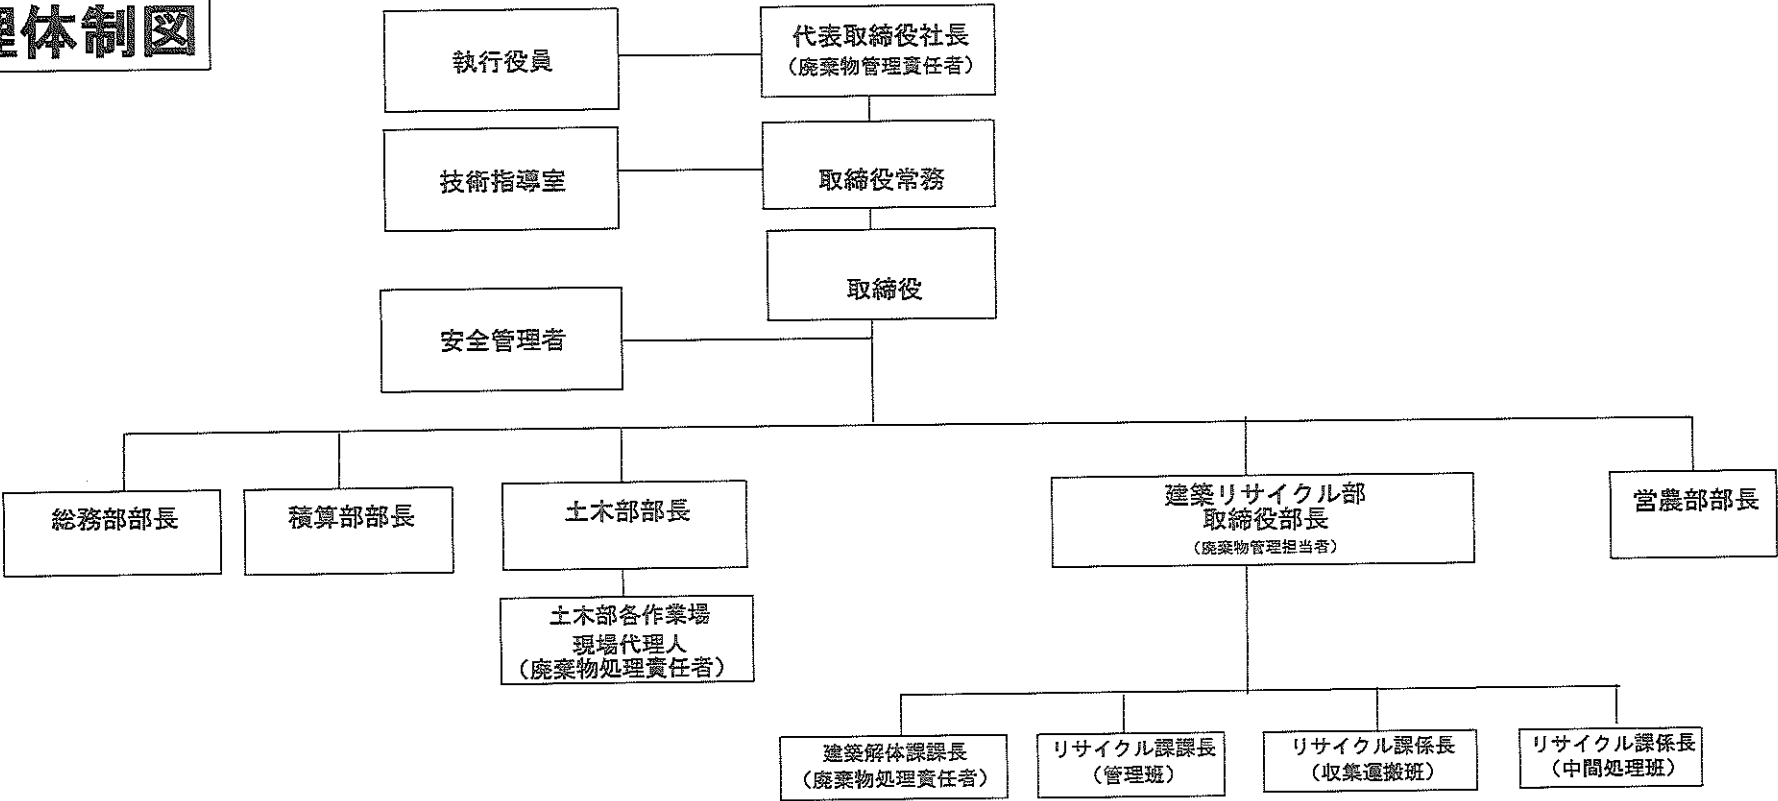 理体制図
執行役員
代表取締役社長
（廃棄物管理責任者）
技術指導室
取締役常務
取締役
安全管理者
総務部部長
積算部部長
土木部部長
建築リサイクル部
取締役部長
（廃棄物管理担当者）
営農部部長
土木部各作業場
現場代理人
（廃棄物処理責任者）
建築解体課課長
（廃棄物処理責任者）
リサイクル課課長
（管理班）
リサイクル課係長
（収集運搬班）
リサイクル課係長
（中間処理班）